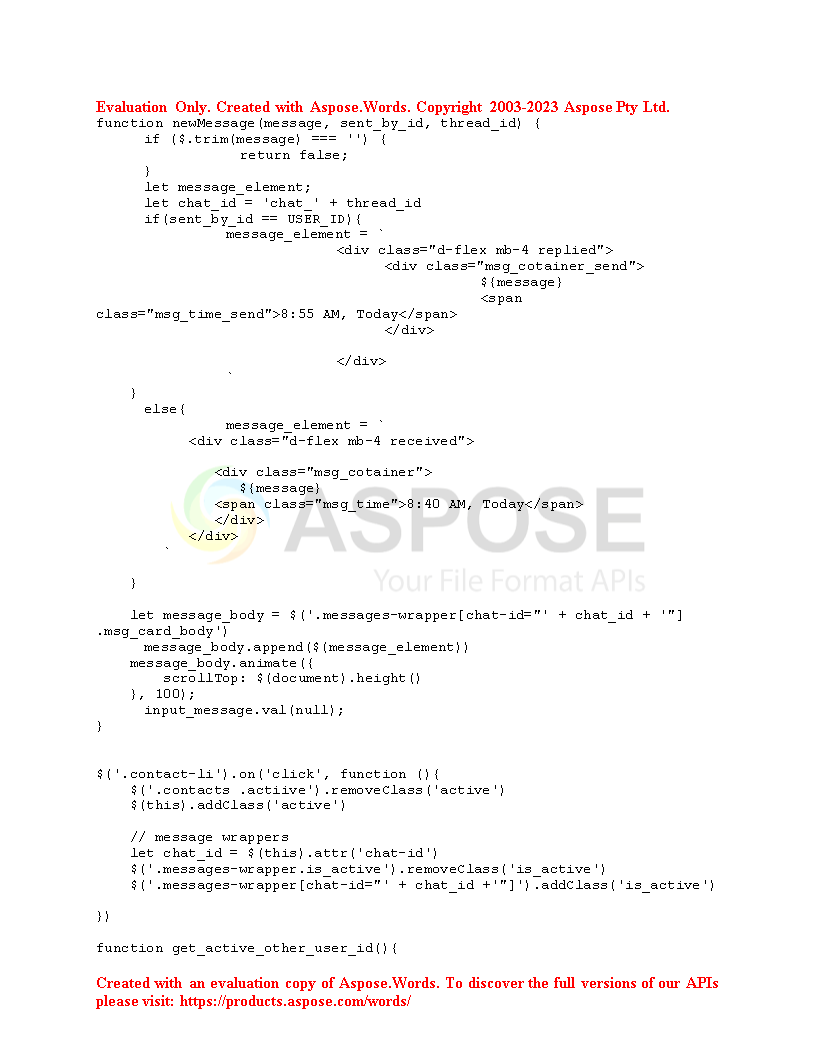 Evaluation Only. Created with Aspose.Words. Copyright 2003-2023 Aspose Pty Ltd.
function newMessage(message, sent_by_id, thread_id) {
if ($.trim(message) === '') {
return false;
}
let message_element;
let chat_id = 'chat_' + thread_id
if(sent_by_id == USER_ID){
message_element = `
<div class="d-flex mb-4 replied">
<div class="msg_cotainer_send">
${message}
<span
class="msg_time_send">8:55 AM, Today</span>
</div>
</div>
`
}
else{
message_element = `
<div class="d-flex mb-4 received">
<div class="msg_cotainer">
${message}
<span class="msg_time">8:40 AM, Today</span>
</div>
</div>
`
ASPOSE
Your File Format APIs
}
let message_body = $('.messages-wrapper[chat-id="' + chat_id + '"]
.msg_card_body')
message_body.append($(message_element))
message_body.animate({
scrollTop: $(document).height()
}, 100);
input_message.val(null);
}
$('.contact-li').on('click', function (){
$('.contacts .actiive').removeClass('active')
$(this).addClass('active')
// message wrappers
let chat_id = $(this).attr('chat-id')
$('.messages-wrapper.is_active').removeClass('is_active')
$('.messages-wrapper[chat-id="' + chat_id +'"]').addClass('is_active')
})
function get_active_other_user_id(){
Created with an evaluation copy of Aspose.Words. To discover the full versions of our APIs
please visit: https://products.aspose.com/words/